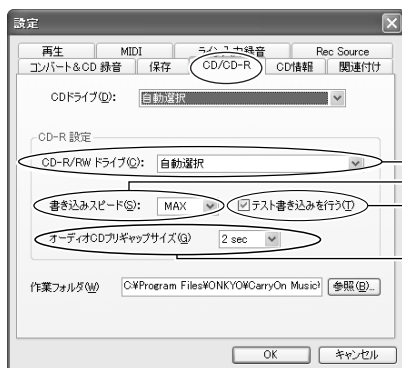 設定
再生 MIDI ライン入力録音 Rec Source
コンバート&CD 録音 保存 CD/CD-R CD情報 関連付け
CDドライブ(D): 自動選択
CD-R 設定
CD-R/RW ドライブ(C): 自動選択
書き込みスピード(S): MAX テスト書き込みを行う(T)
オーディオCDプリギャップサイズ(G) 2 sec
作業フォルダ(W) C:¥Program Files¥ONKYO¥CarryOn Music¥ 参照(B)...
OK キャンセル